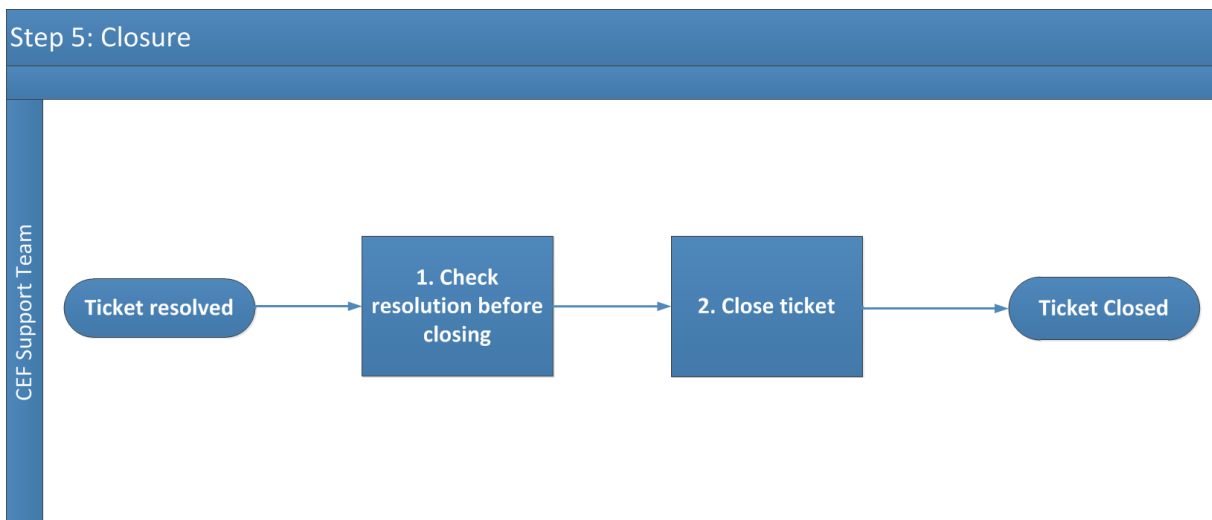 Step 5: Closure
CEF Support Team
Ticket resolved
1. Check
resolution before
closing
2. Close ticket
Ticket Closed